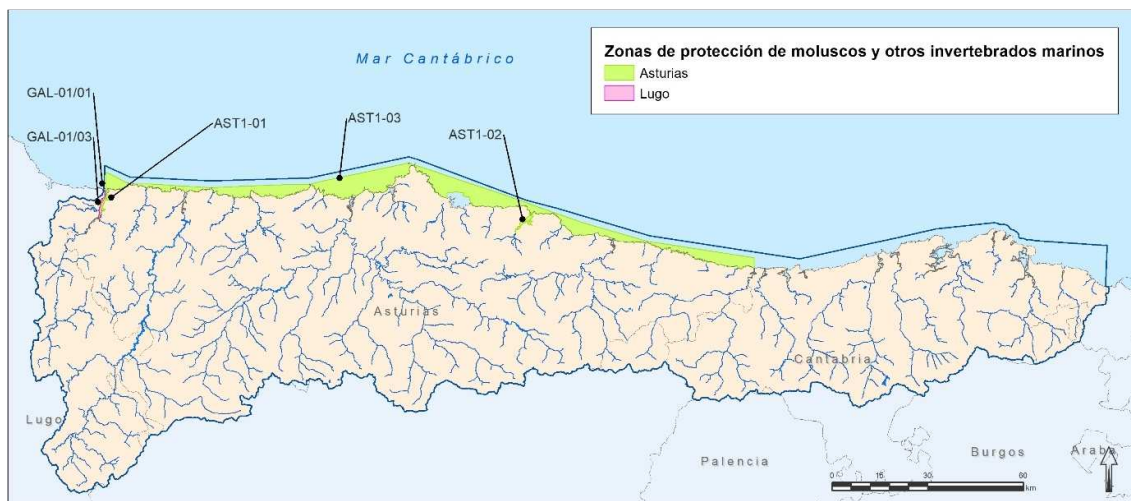 Mar Cantábrico
Zonas de protección de moluscos y otros invertebrados marinos
Asturias
Lugo
GAL-01/01
GAL-01/03
AST1-01
AST1-03
AST1-02
Asturias
Cantabria
Lugo
Palencia
Burgos
Araba
0 15 30 60
km